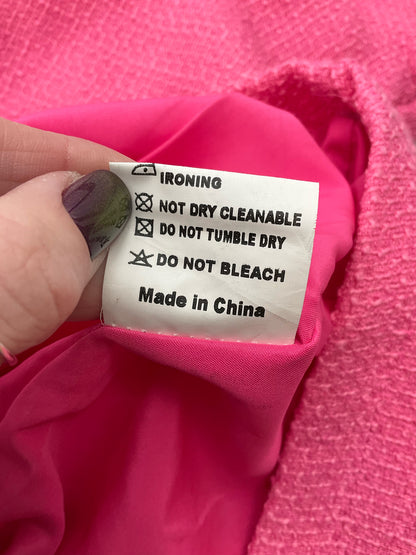 IRONING
NOT DRY CLEANABLE
DO NOT TUMBLE DRY
DO NOT BLEACH
Made in China